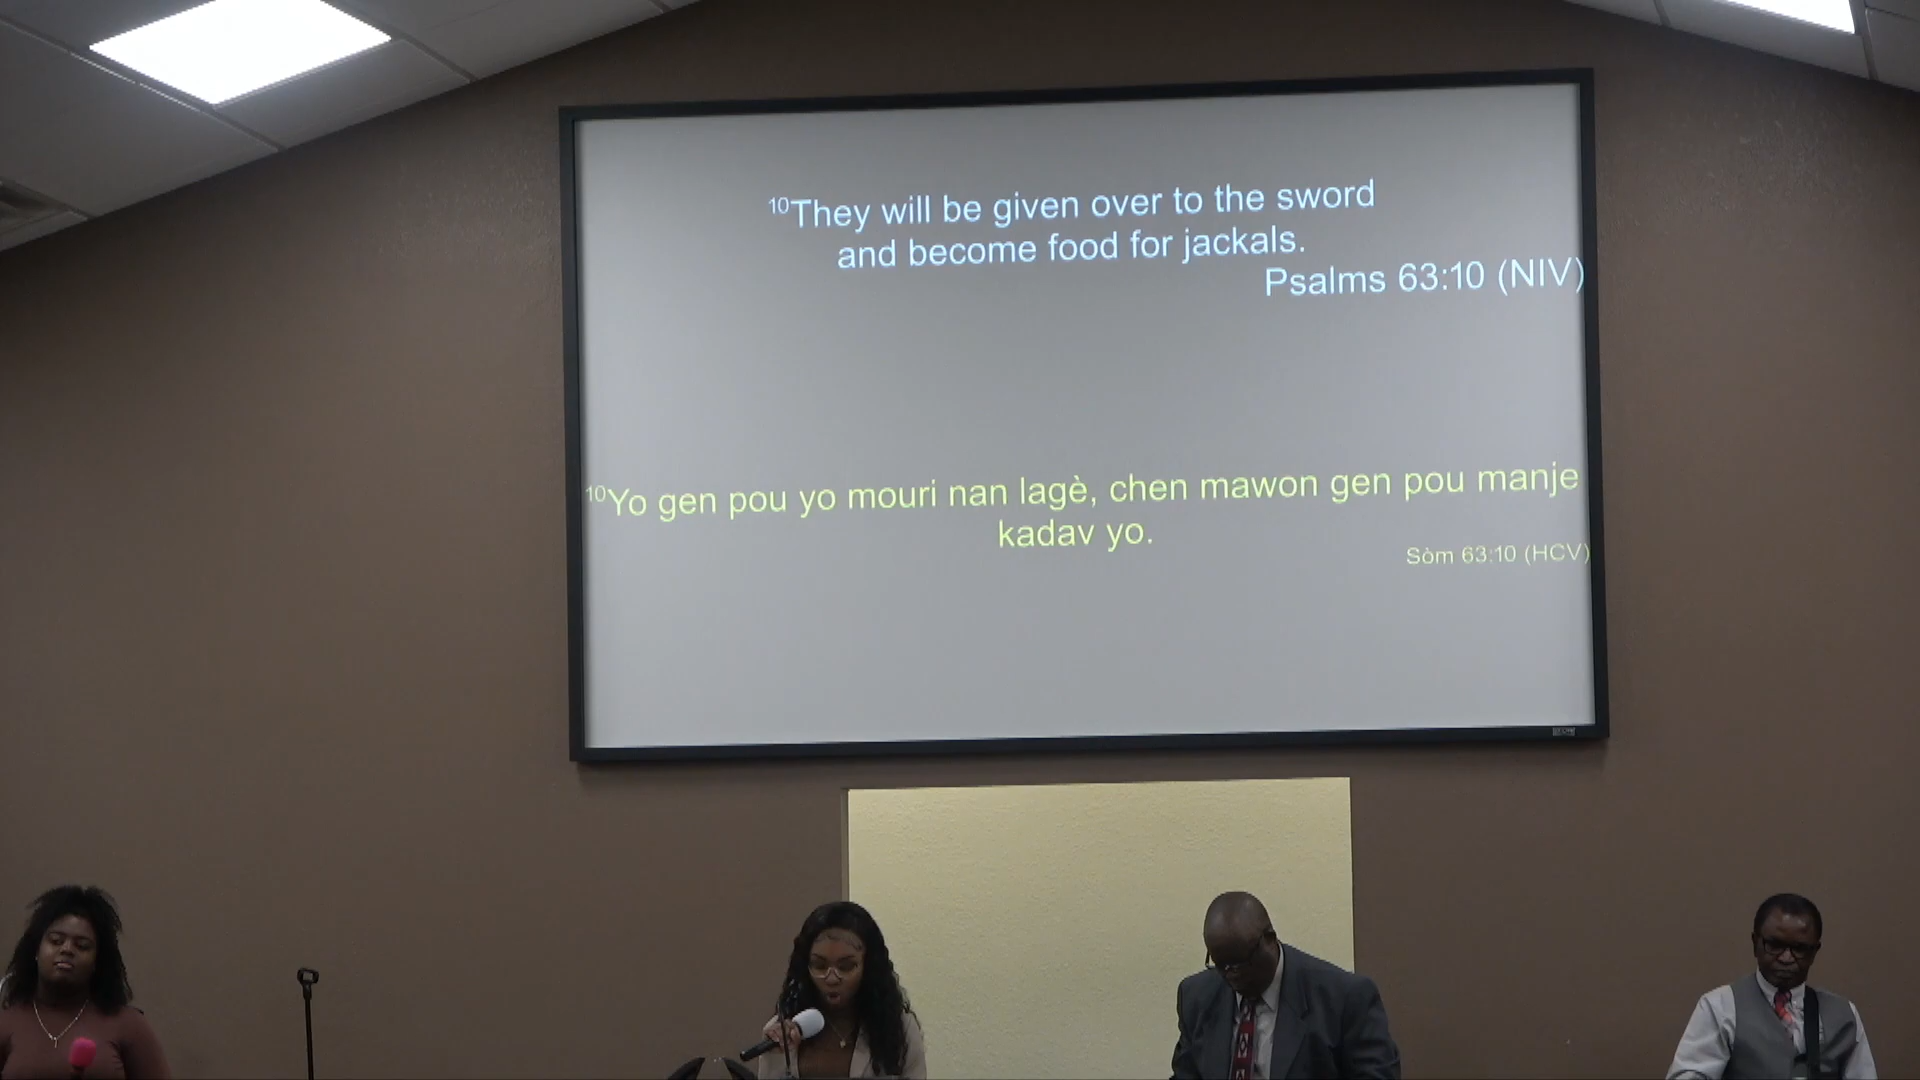 ¹⁰They will be given over to the sword
and become food for jackals.
Psalms 63:10 (NIV)
¹⁰Yo gen pou yo mouri nan lagè, chen mawon gen pou manje
kadav yo.
Sòm 63:10 (HCV)